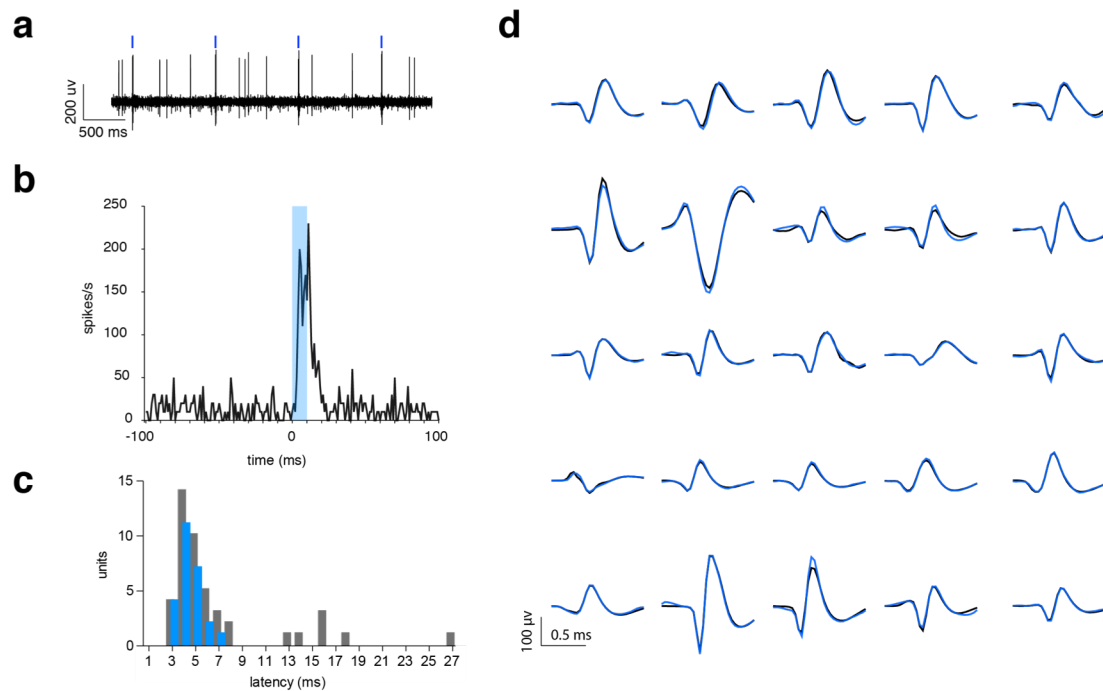 a
200 uv
500 ms
b
spikes/s
250
200
150
100
50
0
-100
0
100
time (ms)
c
units
15
10
5
0
1 3 5 7 9 11 13 15 17 19 21 23 25 27
latency (ms)
d
100 μv
0.5 ms